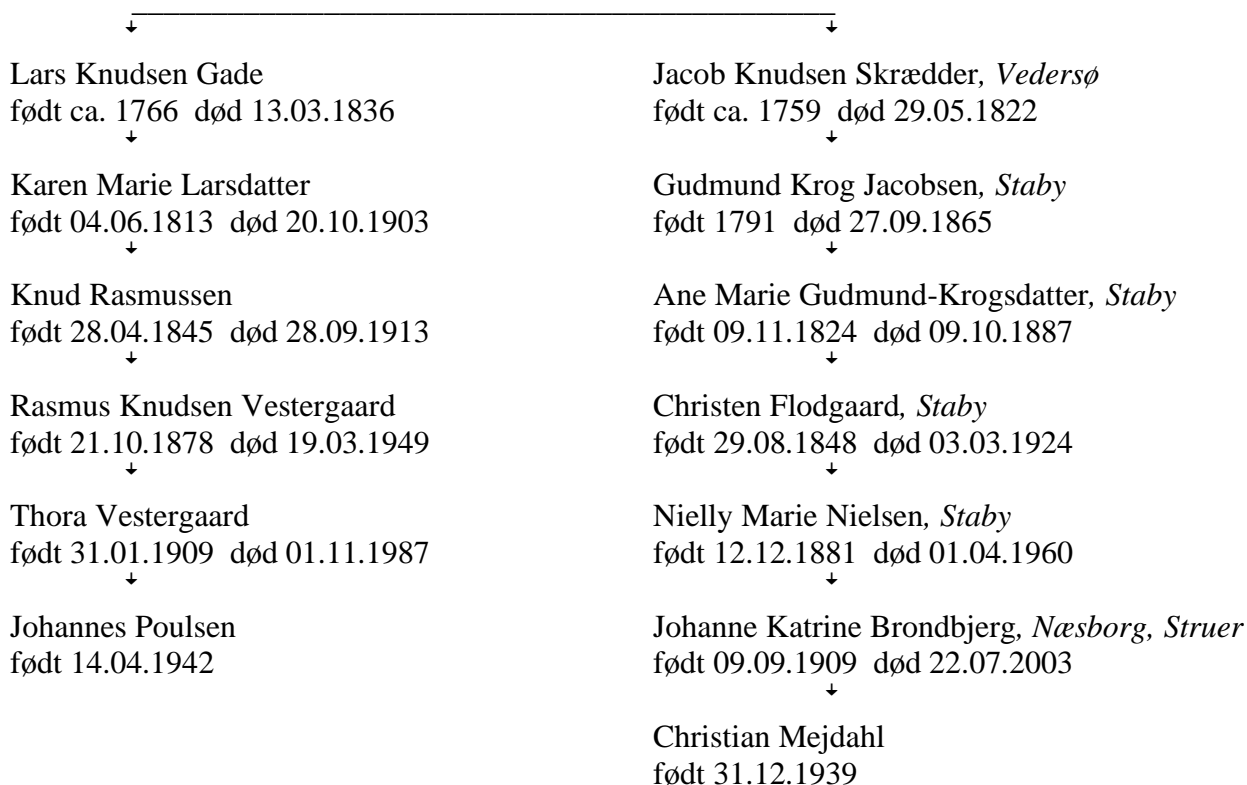 Lars Knudsen Gade
født ca. 1766  død 13.03.1836
Karen Marie Larsdatter
født 04.06.1813  død 20.10.1903
Knud Rasmussen
født 28.04.1845  død 28.09.1913
Rasmus Knudsen Vestergaard
født 21.10.1878  død 19.03.1949
Thora Vestergaard
født 31.01.1909  død 01.11.1987
Johannes Poulsen
født 14.04.1942
Jacob Knudsen Skrædder, Vedersø
født ca. 1759  død 29.05.1822
Gudmund Krog Jacobsen, Staby
født 1791  død 27.09.1865
Ane Marie Gudmund-Krogsdatter, Staby
født 09.11.1824  død 09.10.1887
Christen Flodgaard, Staby
født 29.08.1848  død 03.03.1924
Nielly Marie Nielsen, Staby
født 12.12.1881  død 01.04.1960
Johanne Katrine Brondbjerg, Næsborg, Struer
født 09.09.1909  død 22.07.2003
Christian Mejdahl
født 31.12.1939